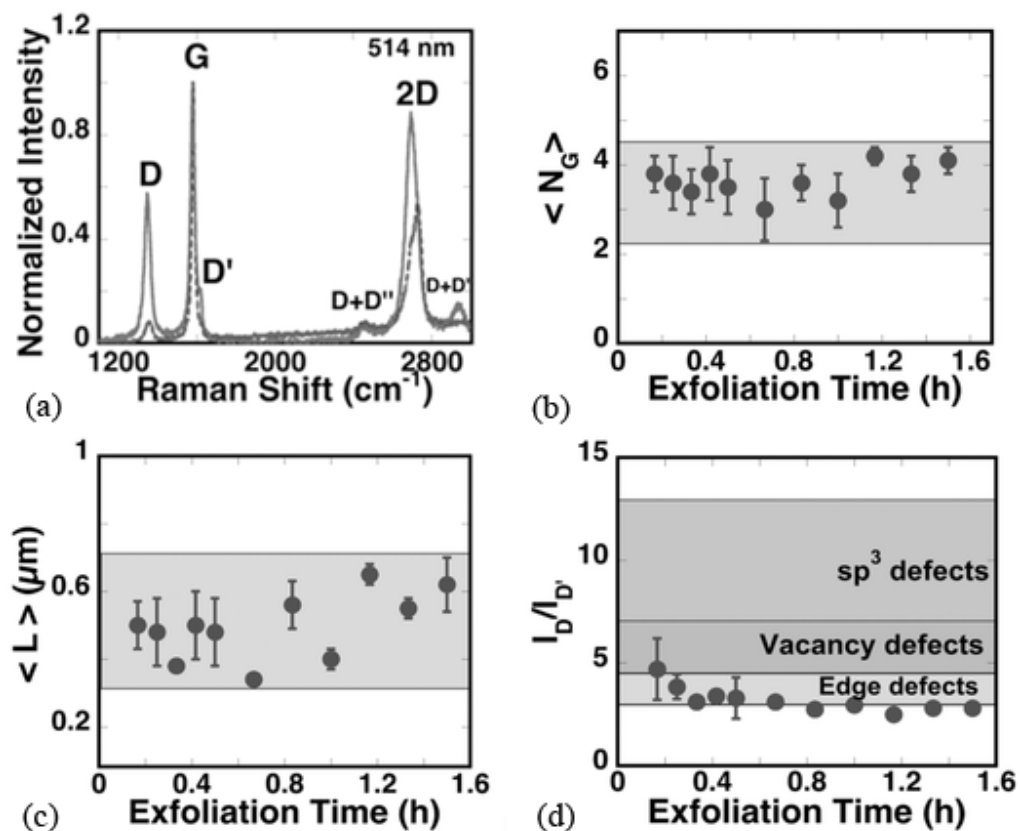 1.2
514 nm
G
2D
0.8
D
D'
0.4
D+D''
D+D'
0
1200 2000 2800
Normalized Intensity
Raman Shift (cm⁻¹)
(a)
6
4
2
0
< N_G >
0 0.4 0.8 1.2 1.6
Exfoliation Time (h)
(b)
1
0.6
0.2
< L > (μm)
0 0.4 0.8 1.2 1.6
Exfoliation Time (h)
(c)
15
10
5
0
I_D/I_D'
sp³ defects
Vacancy defects
Edge defects
0 0.4 0.8 1.2 1.6
Exfoliation Time (h)
(d)